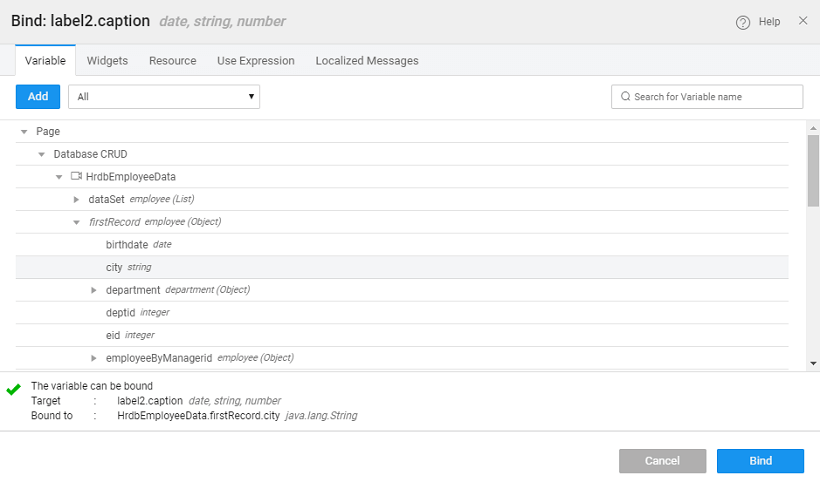 Bind: label2.caption date, string, number
Help
Variable Widgets Resource Use Expression Localized Messages
Add All Search for Variable name
Page
Database CRUD
HrdbEmployeeData
dataSet employee (List)
firstRecord employee (Object)
birthdate date
city string
department department (Object)
deptid integer
eid integer
employeeByManagerid employee (Object)
The variable can be bound
Target : label2.caption date, string, number
Bound to : HrdbEmployeeData.firstRecord.city java.lang.String
Cancel Bind